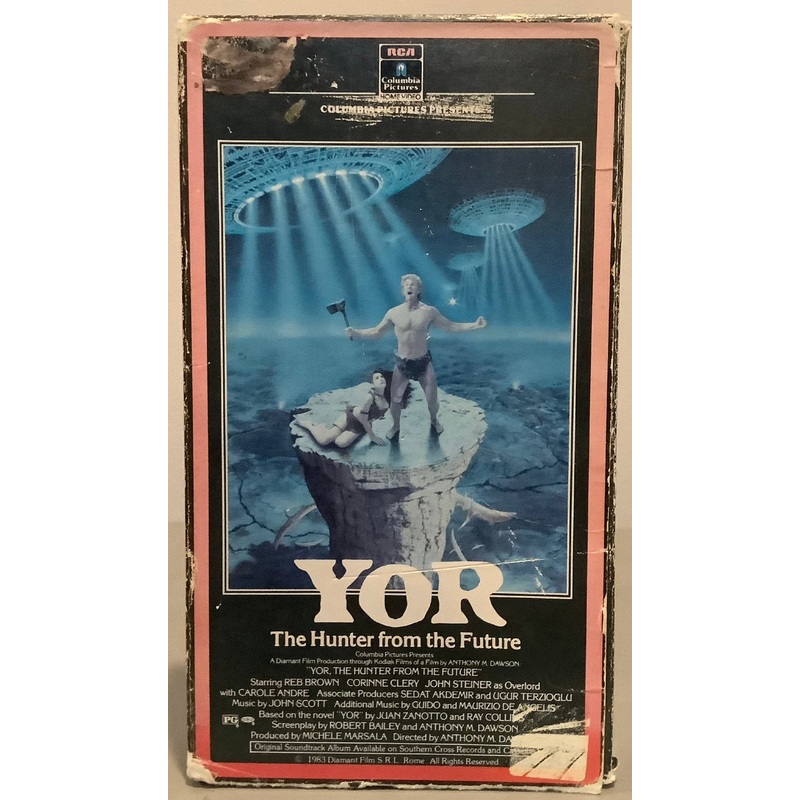 RCA
Columbia
Pictures
HOME VIDEO
COLUMBIA PICTURES PRESENTS
YOR
The Hunter from the Future
Columbia Pictures Presents
A Diamant Film Production through Kodiak Films of a Film by ANTHONY M. DAWSON
"YOR, THE HUNTER FROM THE FUTURE"
Starring REB BROWN CORINNE CLERY JOHN STEINER as Overlord
with CAROLE ANDRE Associate Producers SEDAT AKDEMIR and UGUR TERZIOGLU
Music by JOHN SCOTT Additional Music by GUIDO and MAURIZIO DE ANGELIS
Based on the novel "YOR" by JUAN ZANOTTO and RAY COLLINS
PG
Screenplay by ROBERT BAILEY and ANTHONY M. DAWSON
Produced by MICHELE MARSALA Directed by ANTHONY M.
Original Soundtrack Album Available on Southern Cross Records and
© 1983 Diamant Film S R L Rome All Rights Reserved